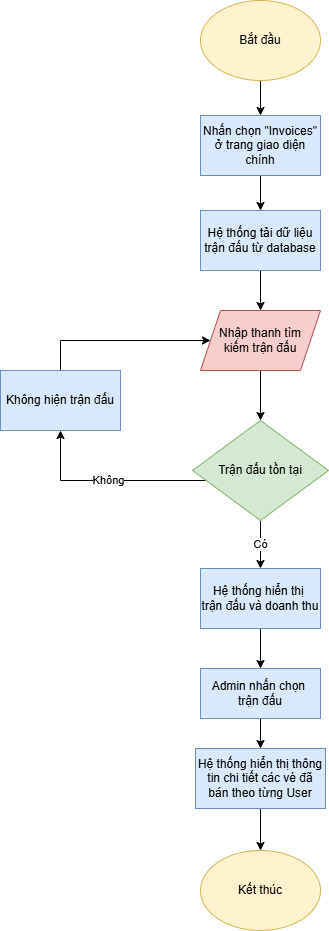 Bắt đầu
Nhấn chọn "Invoices"
ở trang giao diện
chính
Hệ thống tải dữ liệu
trận đấu từ database
Nhập thanh tìm
kiếm trận đấu
Không hiện trận đấu
Trận đấu tồn tại
Không
Có
Hệ thống hiển thị
trận đấu và doanh thu
Admin nhấn chọn
trận đấu
Hệ thống hiển thị thông
tin chi tiết các vé đã
bán theo từng User
Kết thúc